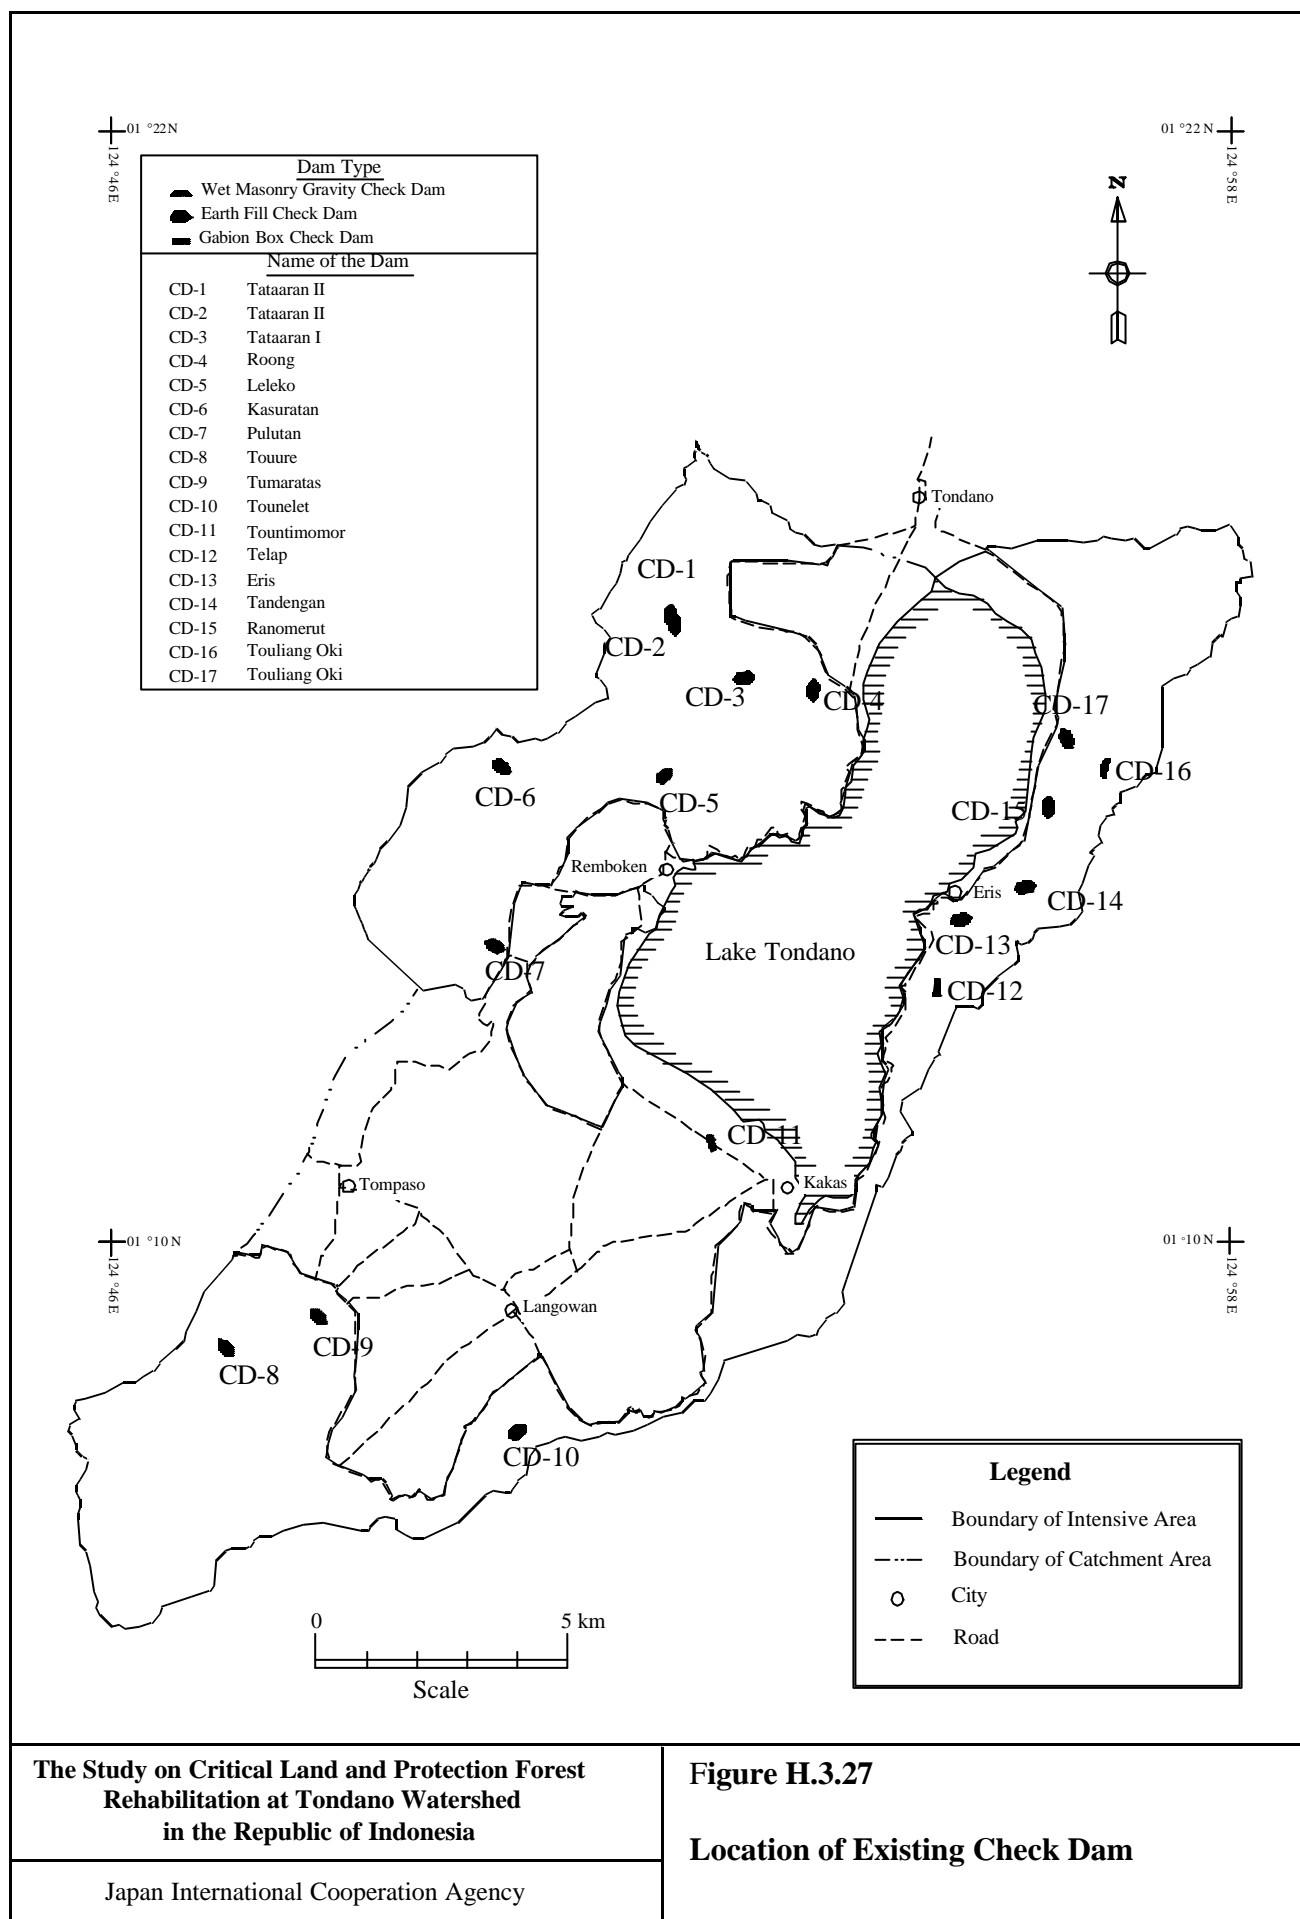 01 °22N
124 °46E
01 °22 N
124 °58E
N
Dam Type
Wet Masonry Gravity Check Dam
Earth Fill Check Dam
Gabion Box Check Dam
Name of the Dam
CD-1 Tataaran II
CD-2 Tataaran II
CD-3 Tataaran I
CD-4 Roong
CD-5 Leleko
CD-6 Kasuratan
CD-7 Pulutan
CD-8 Touure
CD-9 Tumaratas
CD-10 Tounelet
CD-11 Tountimomor
CD-12 Telap
CD-13 Eris
CD-14 Tandengan
CD-15 Ranomerut
CD-16 Touliang Oki
CD-17 Touliang Oki
Tondano
CD-1
CD-2
CD-3
CD-4
CD-17
CD-16
CD-6
CD-5
CD-15
Remboken
Eris
CD-14
CD-13
Lake Tondano
CD-7
CD-12
CD-11
Tompaso
Kakas
01 °10 N
124 °46E
01 °10 N
124 °58E
Langowan
CD-9
CD-8
CD-10
Legend
Boundary of Intensive Area
Boundary of Catchment Area
City
Road
0 5 km
Scale
The Study on Critical Land and Protection Forest
Rehabilitation at Tondano Watershed
in the Republic of Indonesia
Japan International Cooperation Agency
Figure H.3.27
Location of Existing Check Dam